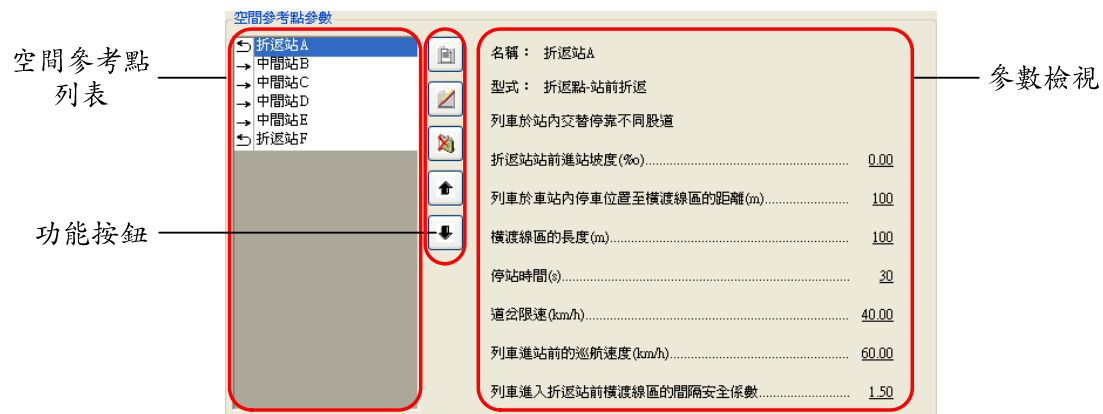 空間參考點參數
空間參考點
列表
功能按鈕
折返站A
中間站B
中間站C
中間站D
中間站E
折返站F
名稱： 折返站A
型式： 折返點-站前折返
列車於站內交替停靠不同股道
折返站站前進站坡度(‰)................................ 0.00
列車於車站內停車位置至橫渡線區的距離(m)................ 100
橫渡線區的長度(m)................................ 100
停站時間(s)................................ 30
道岔限速(km/h)................................ 40.00
列車進站前的巡航速度(km/h)................................ 60.00
列車進入折返站前橫渡線區的間隔安全係數................ 1.50
參數檢視